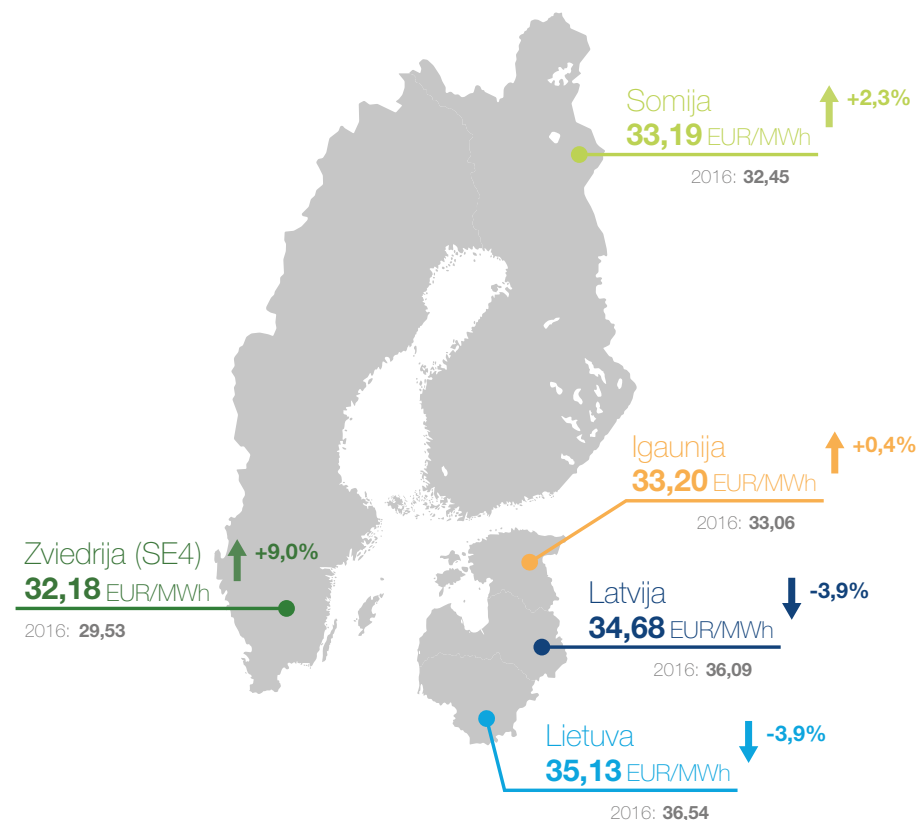 Somija
+2,3%
33,19 EUR/MWh
2016: 32,45
Igaunija
+0,4%
33,20 EUR/MWh
2016: 33,06
Zviedrija (SE4)
+9,0%
32,18 EUR/MWh
2016: 29,53
Latvija
-3,9%
34,68 EUR/MWh
2016: 36,09
Lietuva
-3,9%
35,13 EUR/MWh
2016: 36,54